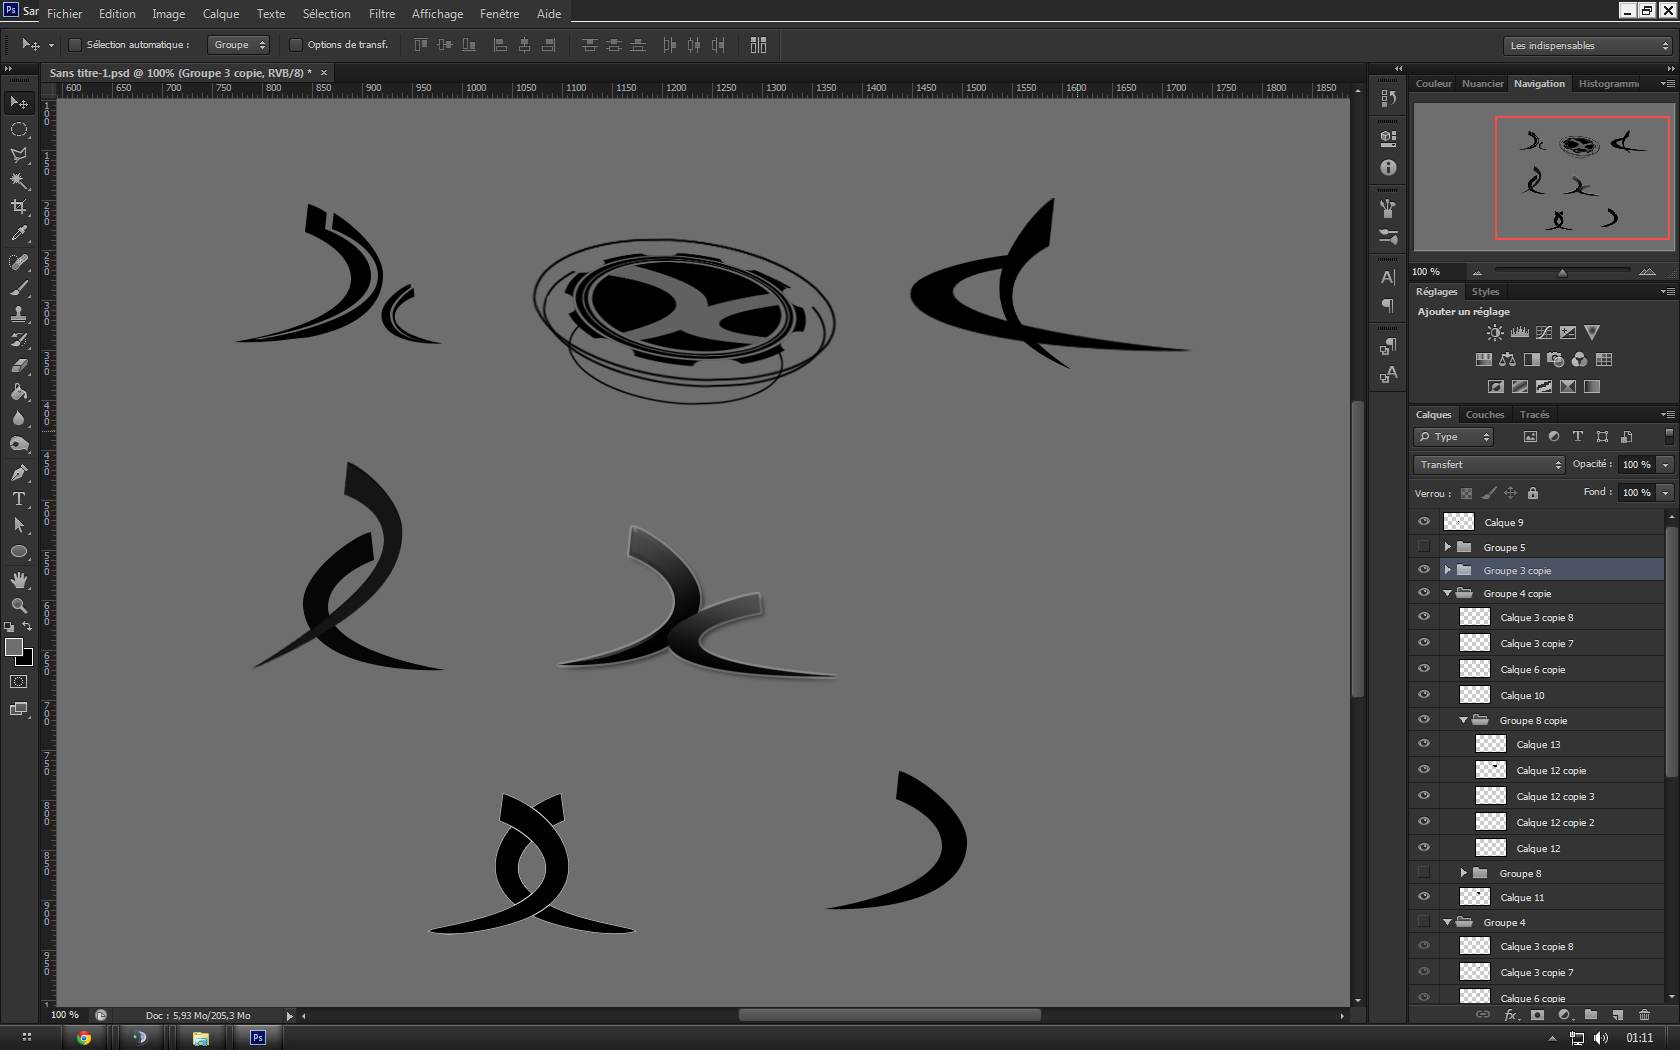 Ps San Fichier Edition Image Calque Texte Sélection Filtre Affichage Fenêtre Aide
Sélection automatique : Groupe Options de transf. Les indispensables
Sans titre-1.psd @ 100% (Groupe 3 copie, RVB/8) * ×
600 650 700 750 800 850 900 950 1000 1050 1100 1150 1200 1250 1300 1350 1400 1450 1500 1550 1600 1650 1700 1750 1800 1850
Couleur Nuancier Navigation Histogramme
100 %
Réglages Styles
Ajouter un réglage
Calques Couches Tracés
Type
Transfert Opacité : 100 %
Verrou : Fond : 100 %
Calque 9
Groupe 5
Groupe 3 copie
Groupe 4 copie
Calque 3 copie 8
Calque 3 copie 7
Calque 6 copie
Calque 10
Groupe 8 copie
Calque 13
Calque 12 copie
Calque 12 copie 3
Calque 12 copie 2
Calque 12
Groupe 8
Calque 11
Groupe 4
Calque 3 copie 8
Calque 3 copie 7
Calque 6 copie
100 % Doc : 5,93 Mo/205,3 Mo
Ps 01:11